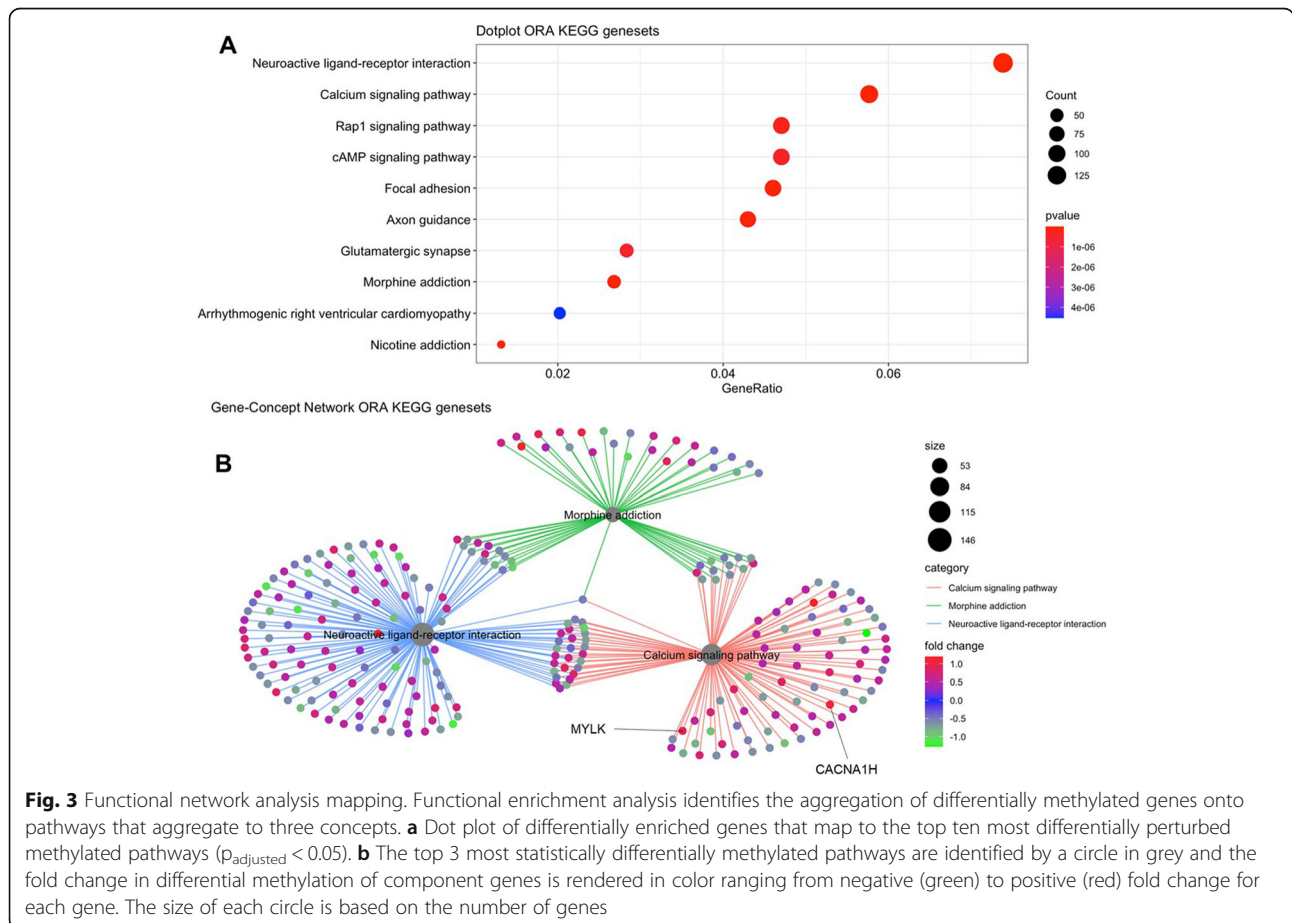 A
Dotplot ORA KEGG genesets
Neuroactive ligand-receptor interaction
Calcium signaling pathway
Rap1 signaling pathway
cAMP signaling pathway
Focal adhesion
Axon guidance
Glutamatergic synapse
Morphine addiction
Arrhythmogenic right ventricular cardiomyopathy
Nicotine addiction
0.02
0.04
0.06
GeneRatio
Count
50
75
100
125
pvalue
1e-06
2e-06
3e-06
4e-06
Gene-Concept Network ORA KEGG genesets
B
Morphine addiction
Neuroactive ligand-receptor interaction
Calcium signaling pathway
MYLK
CACNA1H
size
53
84
115
146
category
Calcium signaling pathway
Morphine addiction
Neuroactive ligand-receptor interaction
fold change
1.0
0.5
0.0
-0.5
-1.0
Fig. 3 Functional network analysis mapping. Functional enrichment analysis identifies the aggregation of differentially methylated genes onto
pathways that aggregate to three concepts. a Dot plot of differentially enriched genes that map to the top ten most differentially perturbed
methylated pathways (padjusted < 0.05). b The top 3 most statistically differentially methylated pathways are identified by a circle in grey and the
fold change in differential methylation of component genes is rendered in color ranging from negative (green) to positive (red) fold change for
each gene. The size of each circle is based on the number of genes